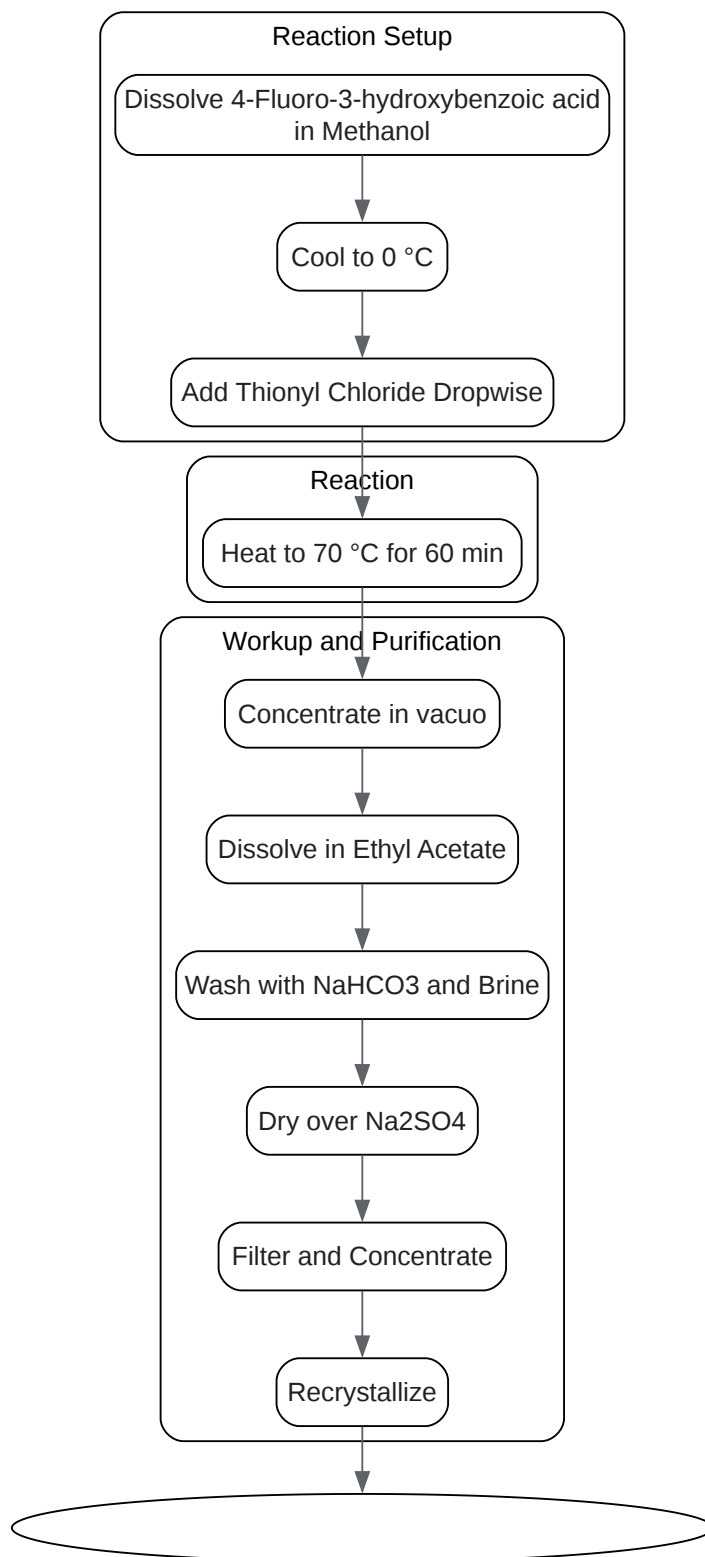 Reaction Setup
Dissolve 4-Fluoro-3-hydroxybenzoic acid
in Methanol
Cool to 0 °C
Add Thionyl Chloride Dropwise
Reaction
Heat to 70 °C for 60 min
Workup and Purification
Concentrate in vacuo
Dissolve in Ethyl Acetate
Wash with NaHCO3 and Brine
Dry over Na2SO4
Filter and Concentrate
Recrystallize